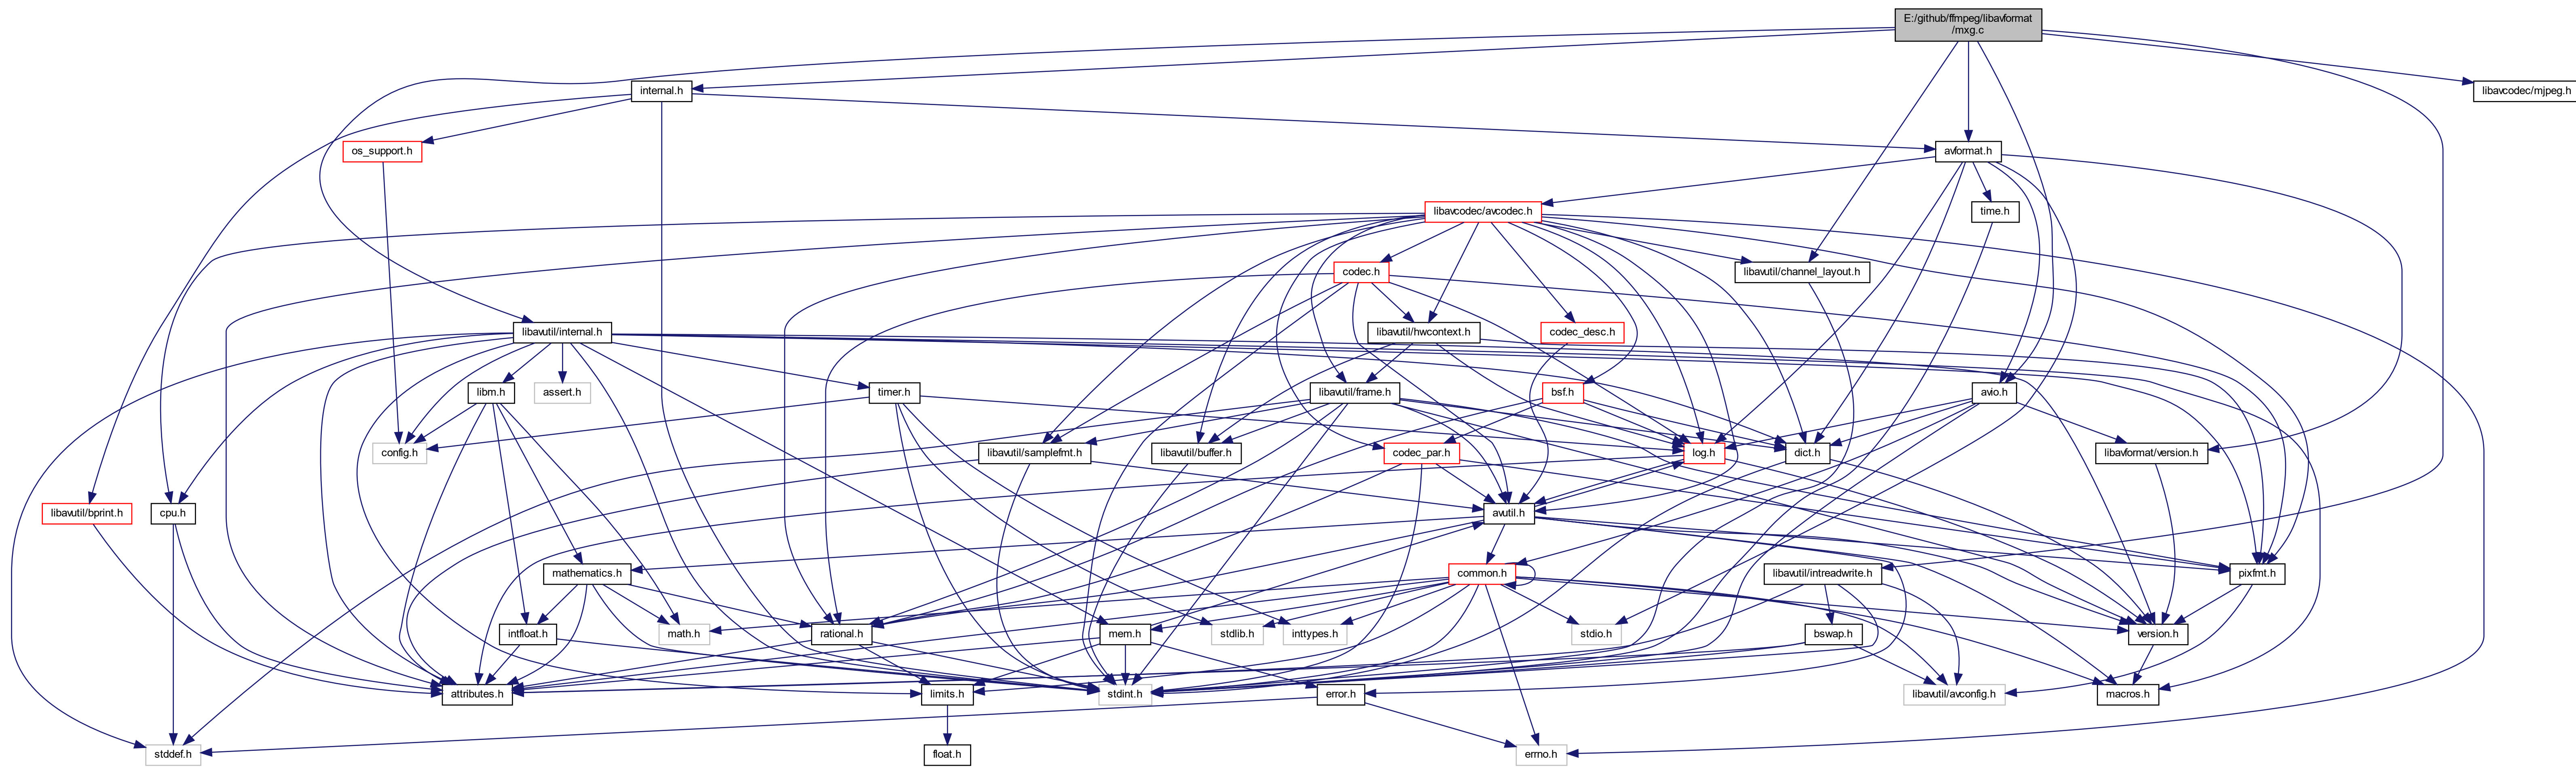 E:/github/ffmpeg/libavformat
/mxg.c
internal.h
libavcodec/mjpeg.h
os_support.h
avformat.h
libavcodec/avcodec.h
time.h
codec.h
libavutil/channel_layout.h
libavutil/internal.h
libavutil/hwcontext.h
codec_desc.h
libm.h
assert.h
timer.h
libavutil/frame.h
bsf.h
avio.h
config.h
libavutil/samplefmt.h
libavutil/buffer.h
codec_par.h
log.h
dict.h
libavformat/version.h
libavutil/bprint.h
cpu.h
avutil.h
mathematics.h
common.h
libavutil/intreadwrite.h
pixfmt.h
intfloat.h
math.h
rational.h
mem.h
stdlib.h
inttypes.h
stdio.h
bswap.h
version.h
attributes.h
limits.h
stdint.h
error.h
libavutil/avconfig.h
macros.h
stddef.h
float.h
errno.h